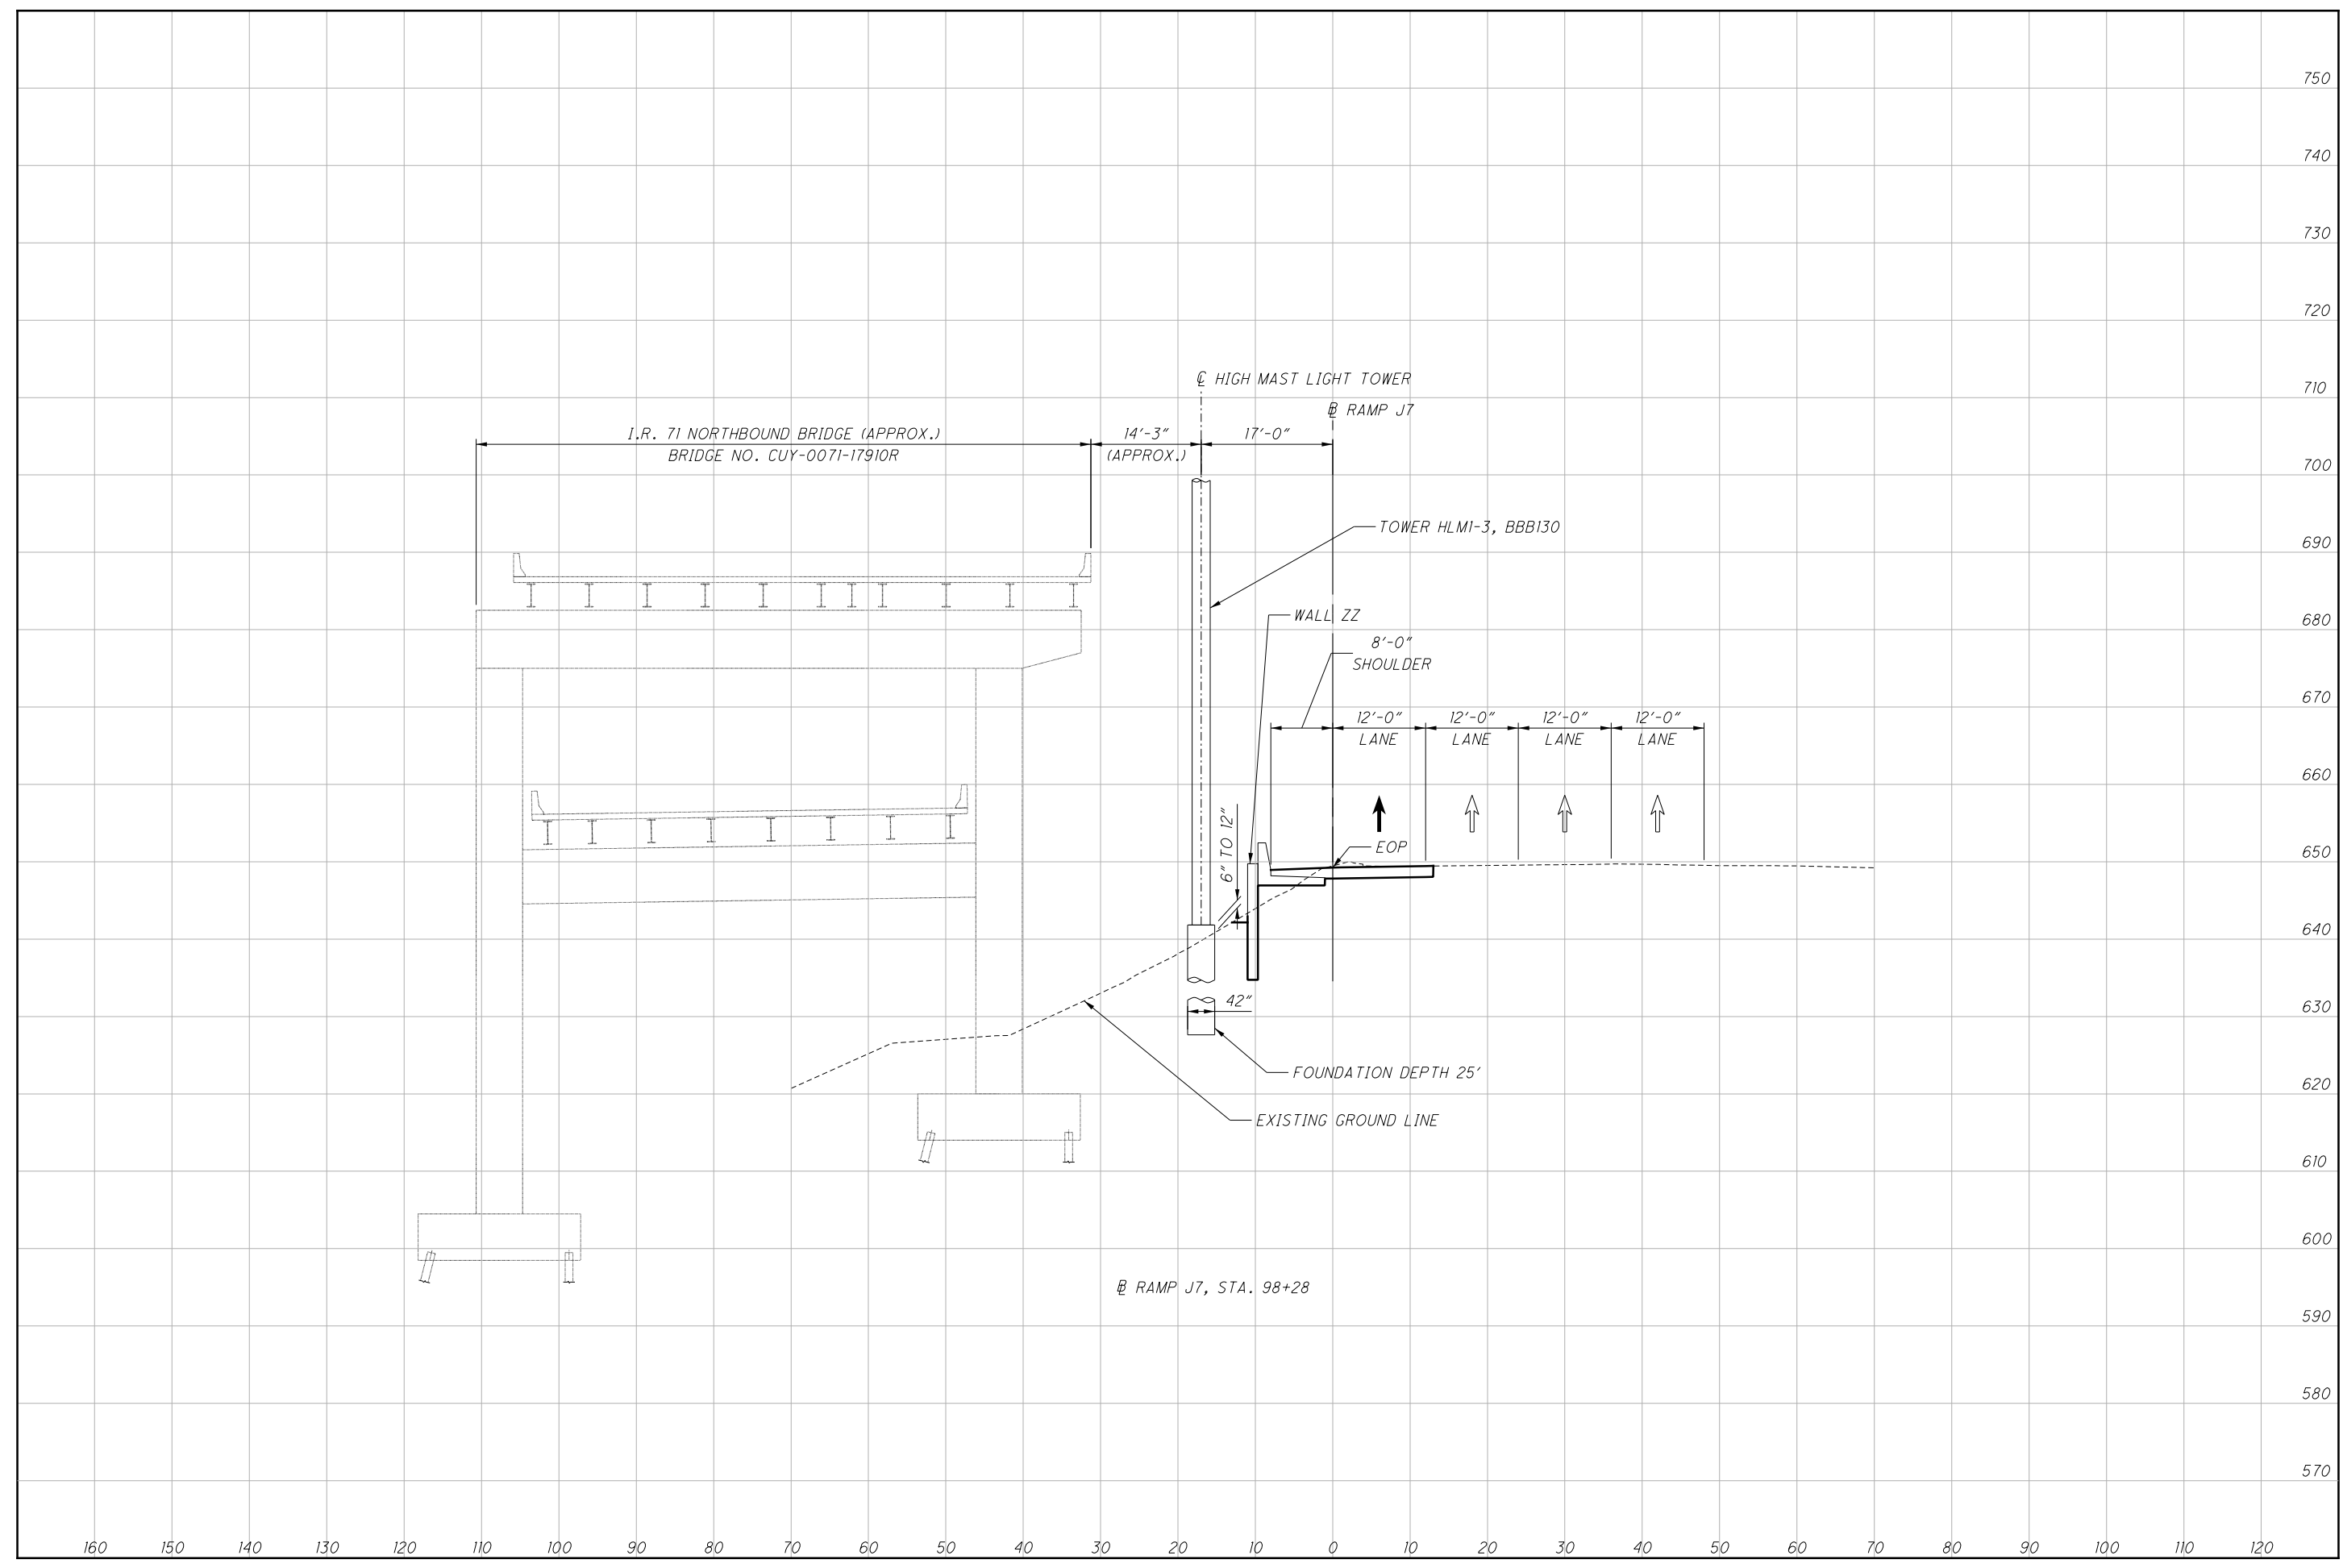 750
740
730
720
710
℄ HIGH MAST LIGHT TOWER
B̲L RAMP J7
I.R. 71 NORTHBOUND BRIDGE (APPROX.)
BRIDGE NO. CUY-0071-17910R
14'-3"
(APPROX.)
17'-0"
700
TOWER HLM1-3, BBB130
690
WALL ZZ
680
8'-0"
SHOULDER
670
12'-0"
LANE
12'-0"
LANE
12'-0"
LANE
12'-0"
LANE
660
6" TO 12"
EOP
650
640
42"
630
FOUNDATION DEPTH 25'
620
EXISTING GROUND LINE
610
600
BL RAMP J7, STA. 98+28
590
580
570
160 150 140 130 120 110 100 90 80 70 60 50 40 30 20 10 0 10 20 30 40 50 60 70 80 90 100 110 120